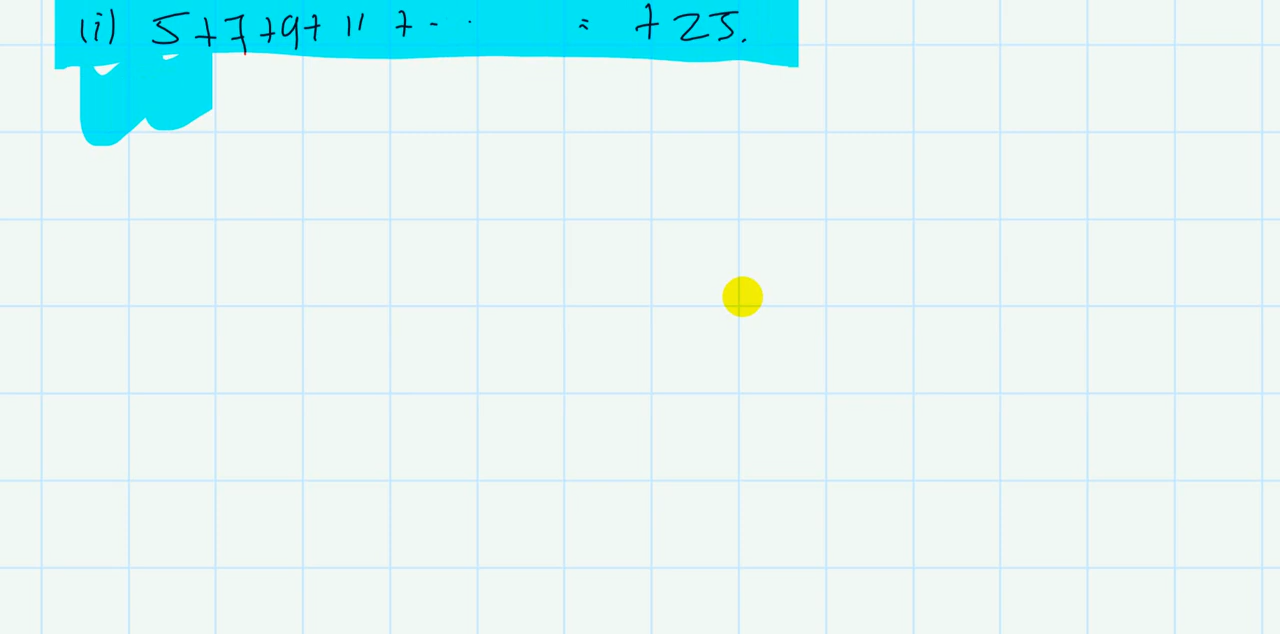 (i) 5+7+9+11+-. = +25.